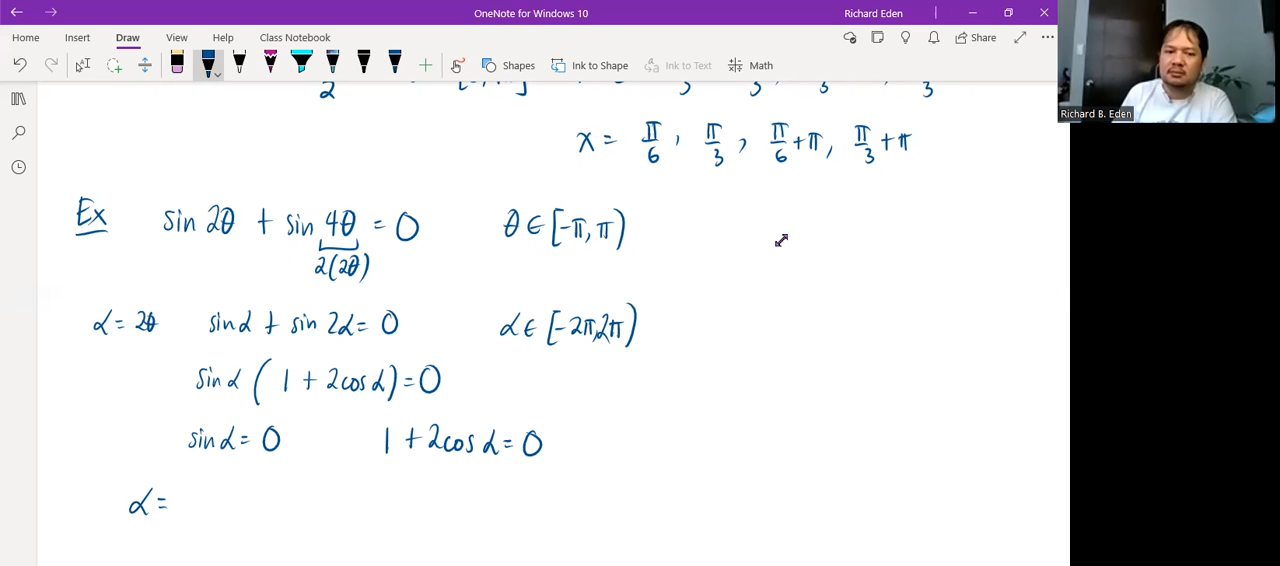 OneNote for Windows 10
Richard Eden
Home Insert Draw View Help Class Notebook
Share
Shapes Ink to Shape Ink to Text Math
Richard B. Eden
x = π/6, π/3, π/6 + π, π/3 + π
Ex sin 2θ + sin 4θ = 0 θ ∈ [-π, π)
2(2θ)
α = 2θ sin α + sin 2α = 0 α ∈ [-2π, 2π)
sin α (1 + 2cos α) = 0
sin α = 0 1 + 2cos α = 0
α =